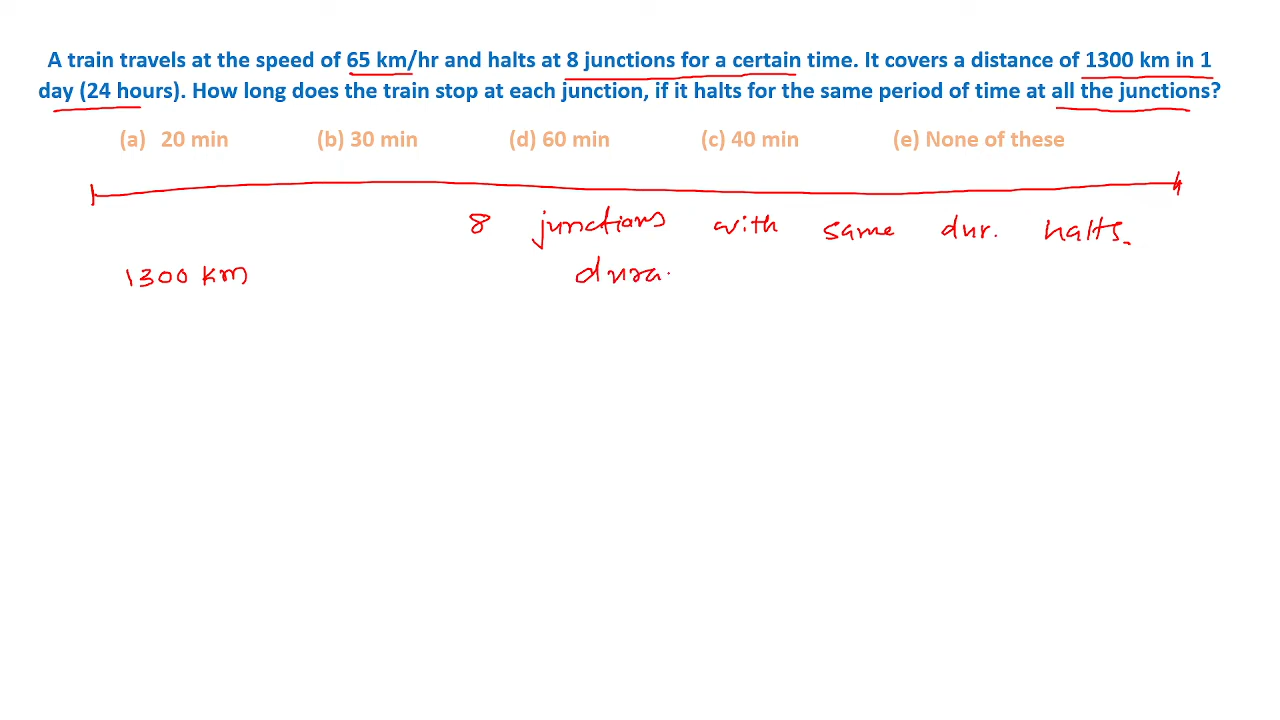 A train travels at the speed of 65 km/hr and halts at 8 junctions for a certain time. It covers a distance of 1300 km in 1
day (24 hours). How long does the train stop at each junction, if it halts for the same period of time at all the junctions?
(a) 20 min (b) 30 min (d) 60 min (c) 40 min (e) None of these
8 junctions with same dur. halts.
1300 km dura.